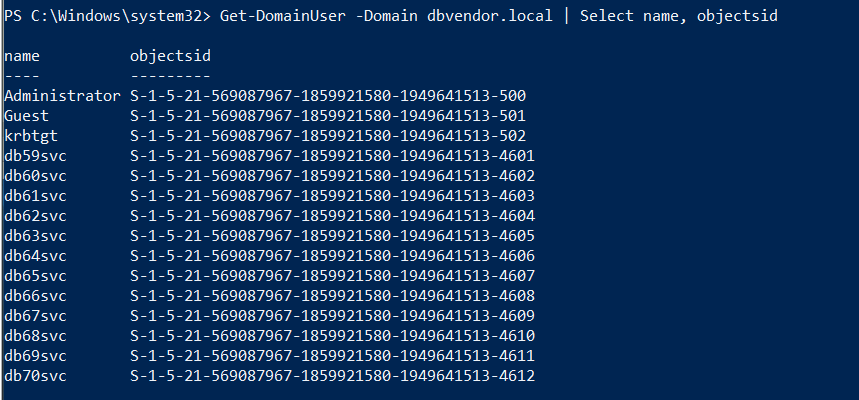 PS C:\Windows\system32> Get-DomainUser -Domain dbvendor.local | Select name, objectsid
name objectsid
---- ---------
Administrator S-1-5-21-569087967-1859921580-1949641513-500
Guest S-1-5-21-569087967-1859921580-1949641513-501
krbtgt S-1-5-21-569087967-1859921580-1949641513-502
db59svc S-1-5-21-569087967-1859921580-1949641513-4601
db60svc S-1-5-21-569087967-1859921580-1949641513-4602
db61svc S-1-5-21-569087967-1859921580-1949641513-4603
db62svc S-1-5-21-569087967-1859921580-1949641513-4604
db63svc S-1-5-21-569087967-1859921580-1949641513-4605
db64svc S-1-5-21-569087967-1859921580-1949641513-4606
db65svc S-1-5-21-569087967-1859921580-1949641513-4607
db66svc S-1-5-21-569087967-1859921580-1949641513-4608
db67svc S-1-5-21-569087967-1859921580-1949641513-4609
db68svc S-1-5-21-569087967-1859921580-1949641513-4610
db69svc S-1-5-21-569087967-1859921580-1949641513-4611
db70svc S-1-5-21-569087967-1859921580-1949641513-4612